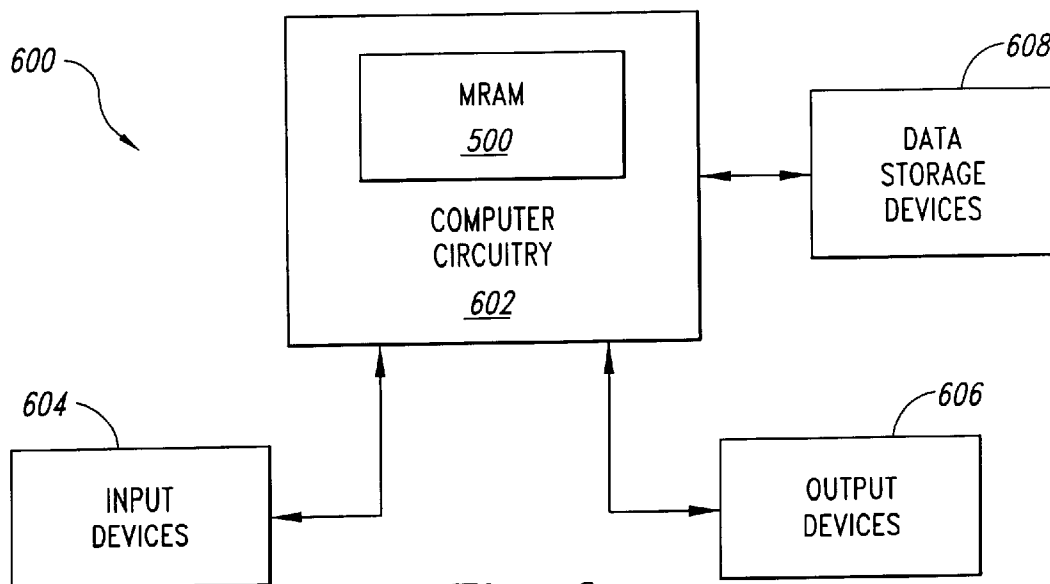 600
MRAM
500
COMPUTER
CIRCUITRY
602
608
DATA
STORAGE
DEVICES
604
INPUT
DEVICES
606
OUTPUT
DEVICES